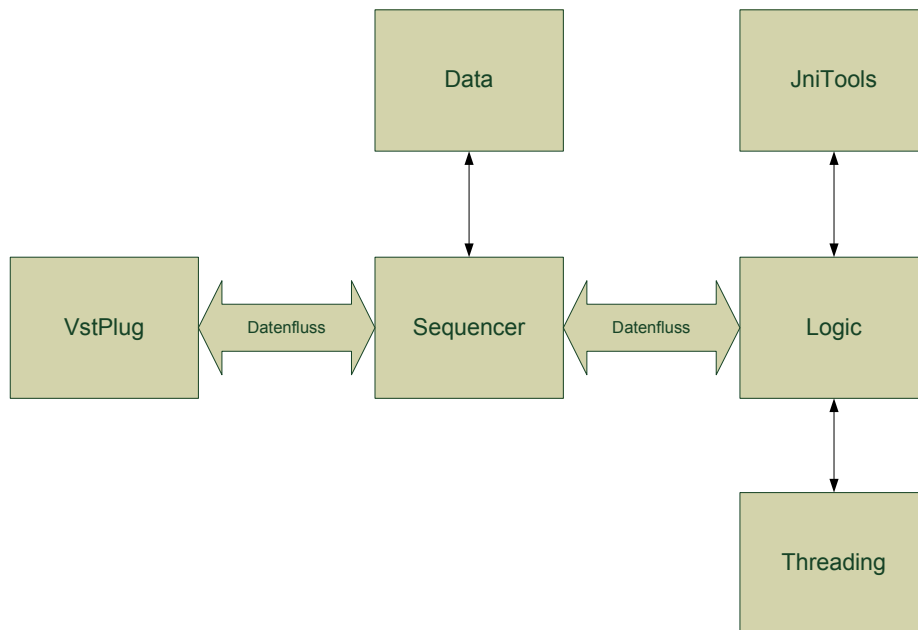 Data
JniTools
VstPlug
Datenfluss
Sequencer
Datenfluss
Logic
Threading